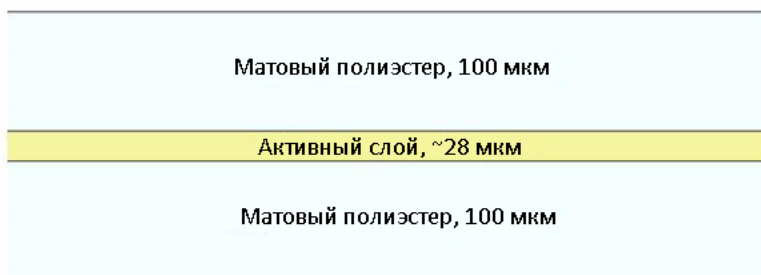 Матовый полиэстер, 100 мкм
Активный слой, ~28 мкм
Матовый полиэстер, 100 мкм